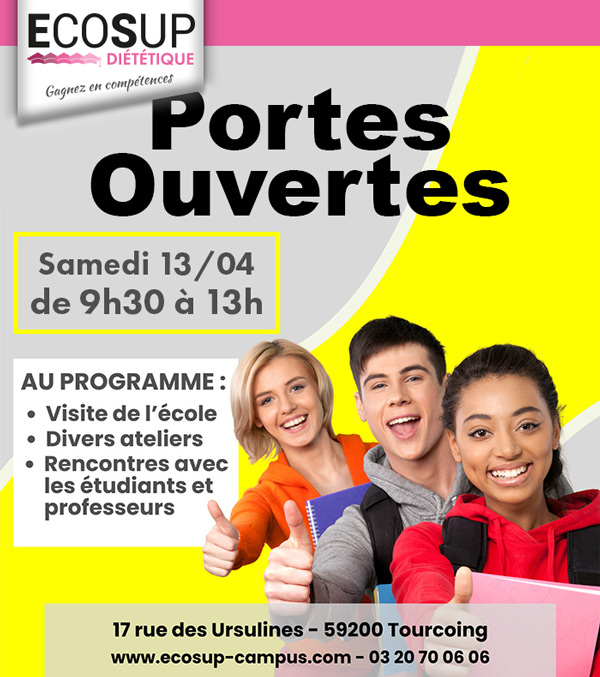 ECOSUP
DIÉTÉTIQUE
Gagnez en compétences
Portes
Ouvertes
Samedi 13/04
de 9h30 à 13h
AU PROGRAMME :
• Visite de l'école
• Divers ateliers
• Rencontres avec
les étudiants et
professeurs
17 rue des Ursulines - 59200 Tourcoing
www.ecosup-campus.com - 03 20 70 06 06